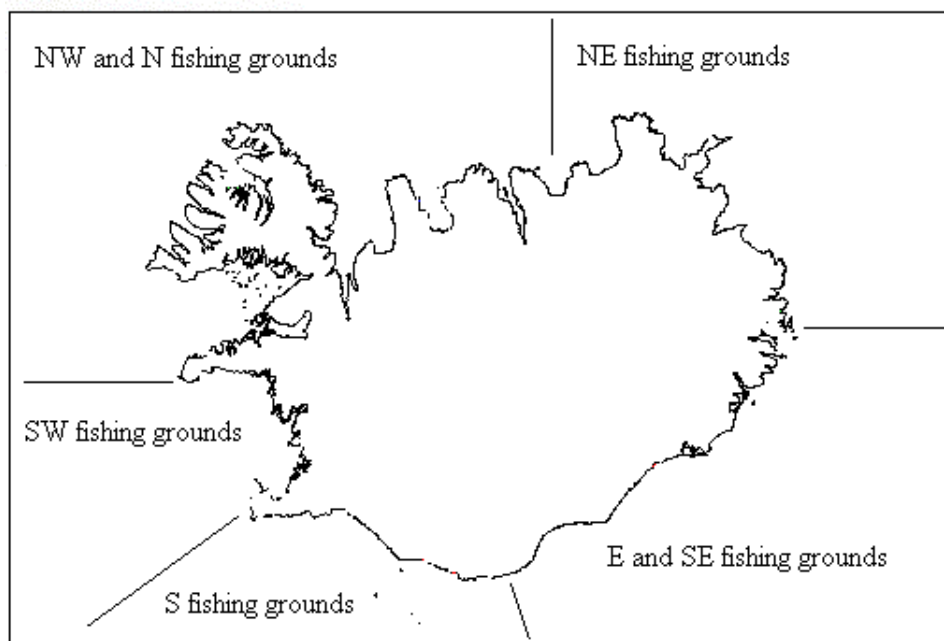 NW and N fishing grounds
NE fishing grounds
SW fishing grounds
E and SE fishing grounds
S fishing grounds